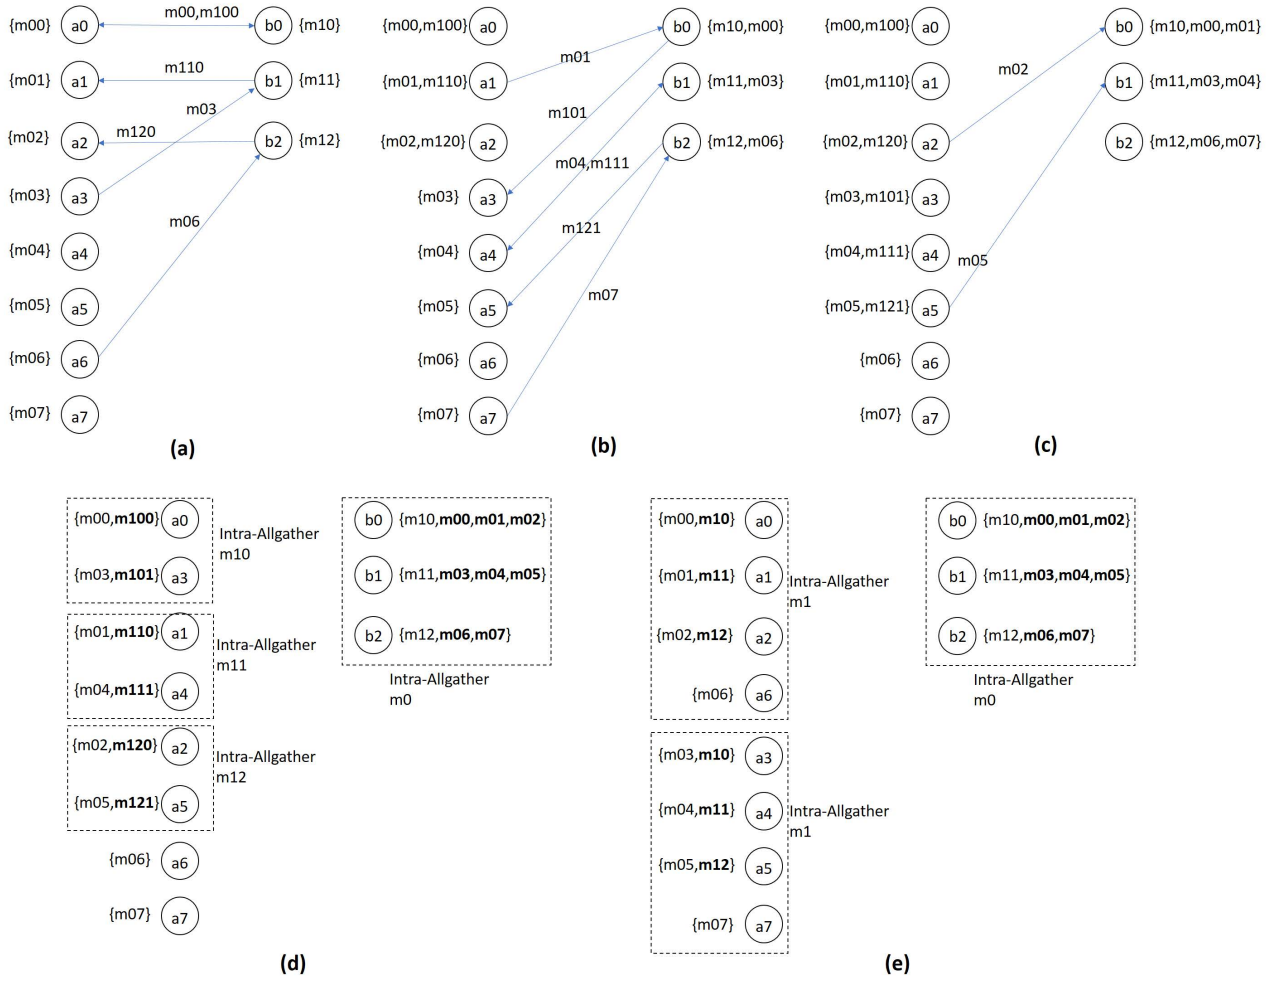 {m00} a0 m00,m100 b0 {m10}
{m01} a1 m110 b1 {m11}
m03
{m02} a2 m120 b2 {m12}
{m03} a3
m06
{m04} a4
{m05} a5
{m06} a6
{m07} a7
(a)
{m00,m100} a0 b0 {m10,m00}
m01
{m01,m110} a1 b1 {m11,m03}
m101
{m02,m120} a2 b2 {m12,m06}
m04,m111
{m03} a3
m121
{m04} a4
m07
{m05} a5
{m06} a6
{m07} a7
(b)
{m00,m100} a0 b0 {m10,m00,m01}
m02
{m01,m110} a1 b1 {m11,m03,m04}
{m02,m120} a2 b2 {m12,m06,m07}
{m03,m101} a3
{m04,m111} a4
m05
{m05,m121} a5
{m06} a6
{m07} a7
(c)
{m00,m100} a0
Intra-Allgather
m10
{m03,m101} a3
{m01,m110} a1
Intra-Allgather
m11
{m04,m111} a4
{m02,m120} a2
Intra-Allgather
m12
{m05,m121} a5
{m06} a6
{m07} a7
b0 {m10,m00,m01,m02}
b1 {m11,m03,m04,m05}
b2 {m12,m06,m07}
Intra-Allgather
m0
(d)
{m00,m10} a0
{m01,m11} a1
Intra-Allgather
m1
{m02,m12} a2
{m06} a6
{m03,m10} a3
{m04,m11} a4
Intra-Allgather
m1
{m05,m12} a5
{m07} a7
b0 {m10,m00,m01,m02}
b1 {m11,m03,m04,m05}
b2 {m12,m06,m07}
Intra-Allgather
m0
(e)